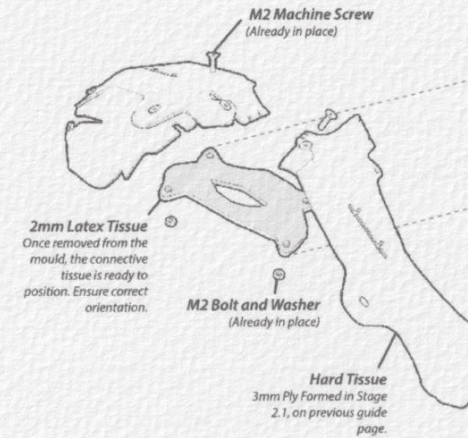 M2 Machine Screw
(Already in place)
2mm Latex Tissue
Once removed from the
mould, the connective
tissue is ready to
position. Ensure correct
orientation.
M2 Bolt and Washer
(Already in place)
Hard Tissue
3mm Ply Formed in Stage
2.1, on previous guide
page.